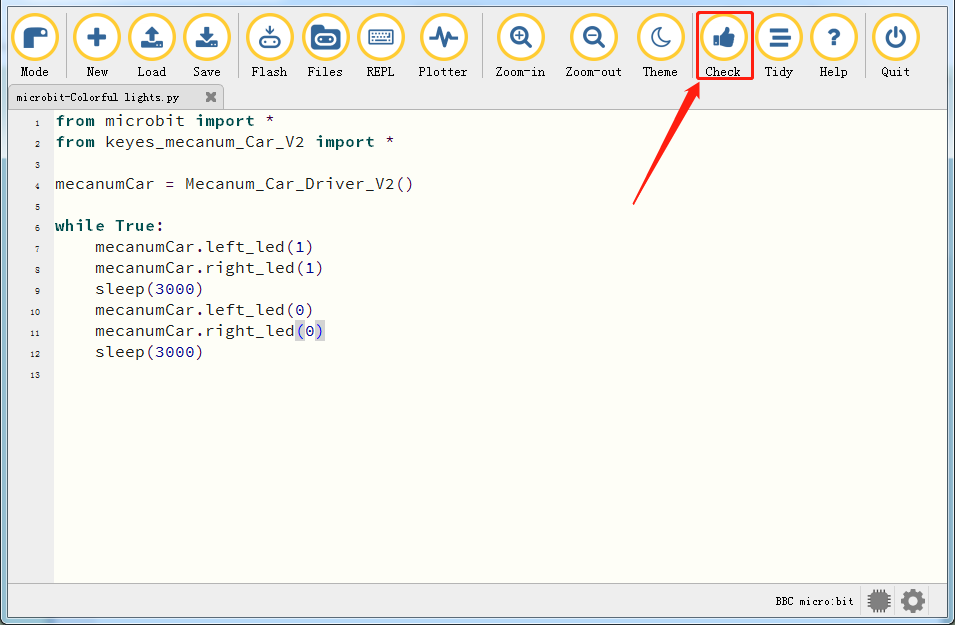 Mode New Load Save Flash Files REPL Plotter Zoom-in Zoom-out Theme Check Tidy Help Quit
microbit-Colorful lights.py
1 from microbit import *
2 from keyes_mecanum_Car_V2 import *
3
4 mecanumCar = Mecanum_Car_Driver_V2()
5
6 while True:
7     mecanumCar.left_led(1)
8     mecanumCar.right_led(1)
9     sleep(3000)
10     mecanumCar.left_led(0)
11     mecanumCar.right_led(0)
12     sleep(3000)
13
BBC micro:bit